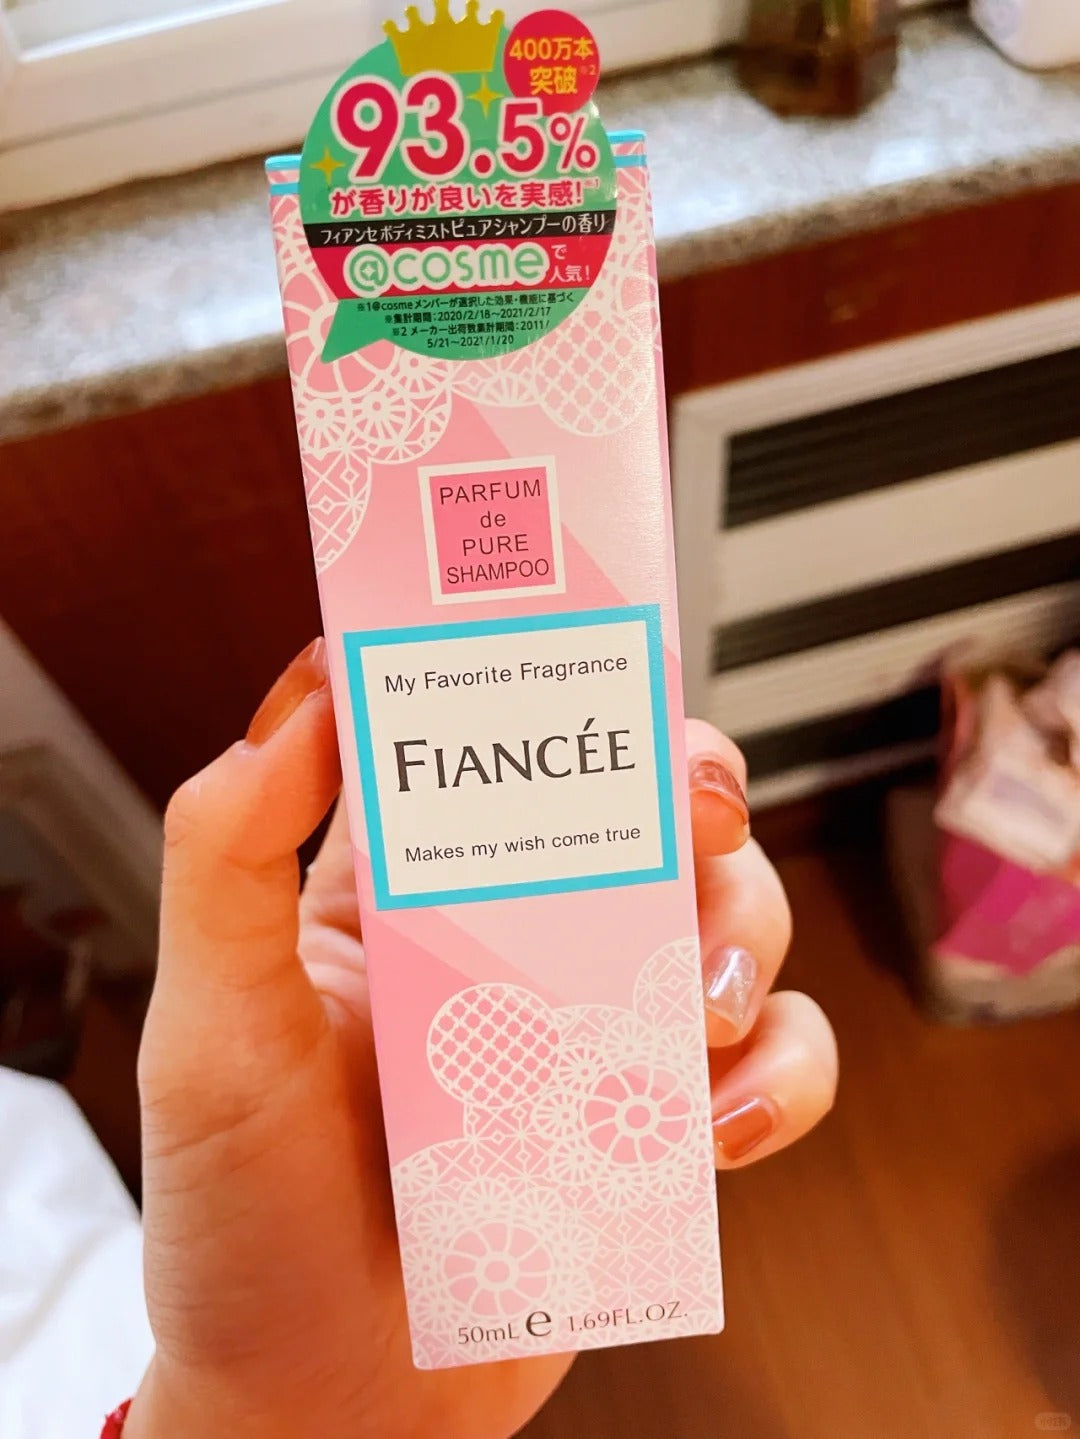 400万本
突破※2
93.5%
が香りが良いを実感!※1
フィアンセ ボディミストピュアシャンプーの香り
@cosmeで人気!
※1@cosmeメンバーが選択した効果・機能に基づく
※集計期間:2020/2/18~2021/2/17
※2 メーカー出荷数集計期間:2011/
5/21~2021/1/20
PARFUM
de
PURE
SHAMPOO
My Favorite Fragrance
FIANCÉE
Makes my wish come true
50mL e 1.69FL.OZ.